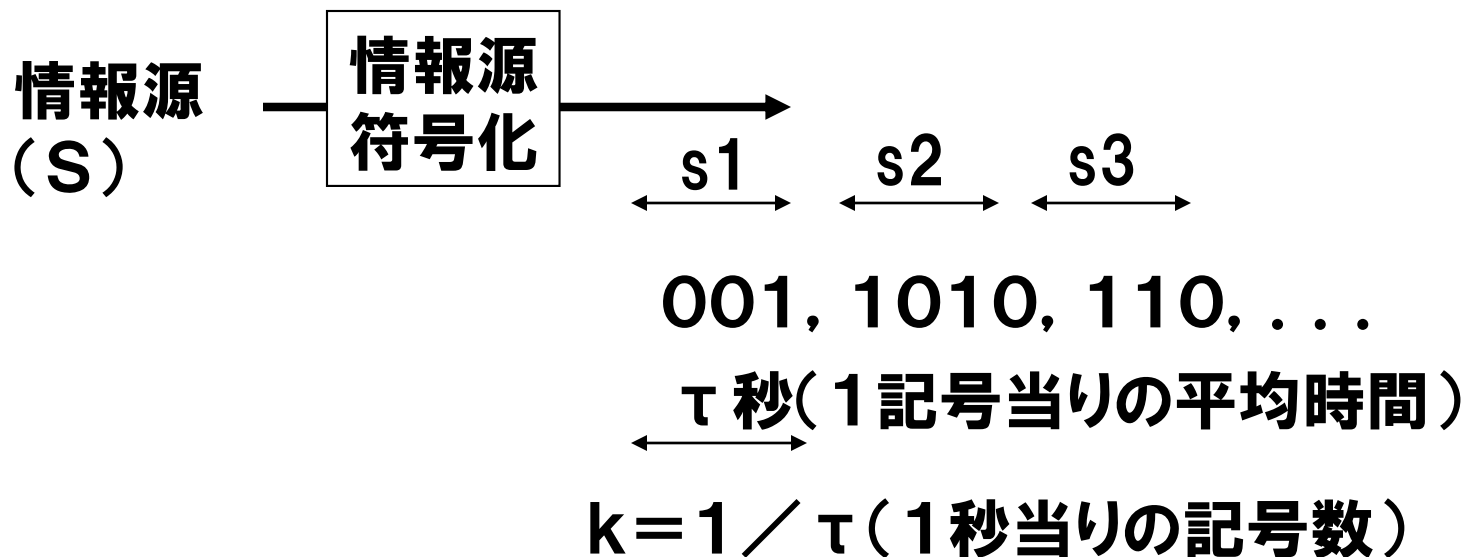 情報源
(S)
情報源
符号化
s1
s2
s3
001, 1010, 110, . . .
τ秒(1記号当りの平均時間)
k=1/τ(1秒当りの記号数)